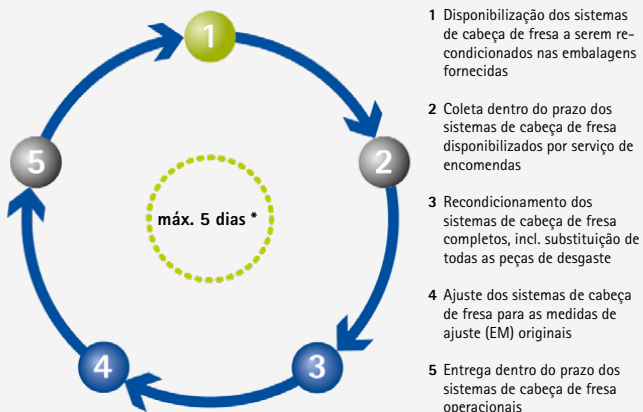 1
2
3
4
5
máx. 5 dias *
1 Disponibilização dos sistemas
de cabeça de fresa a serem re-
condicionados nas embalagens
fornecidas
2 Coleta dentro do prazo dos
sistemas de cabeça de fresa
disponibilizados por serviço de
encomendas
3 Recondicionamento dos
sistemas de cabeça de fresa
completos, incl. substituição de
todas as peças de desgaste
4 Ajuste dos sistemas de cabeça
de fresa para as medidas de
ajuste (EM) originais
5 Entrega dentro do prazo dos
sistemas de cabeça de fresa
operacionais